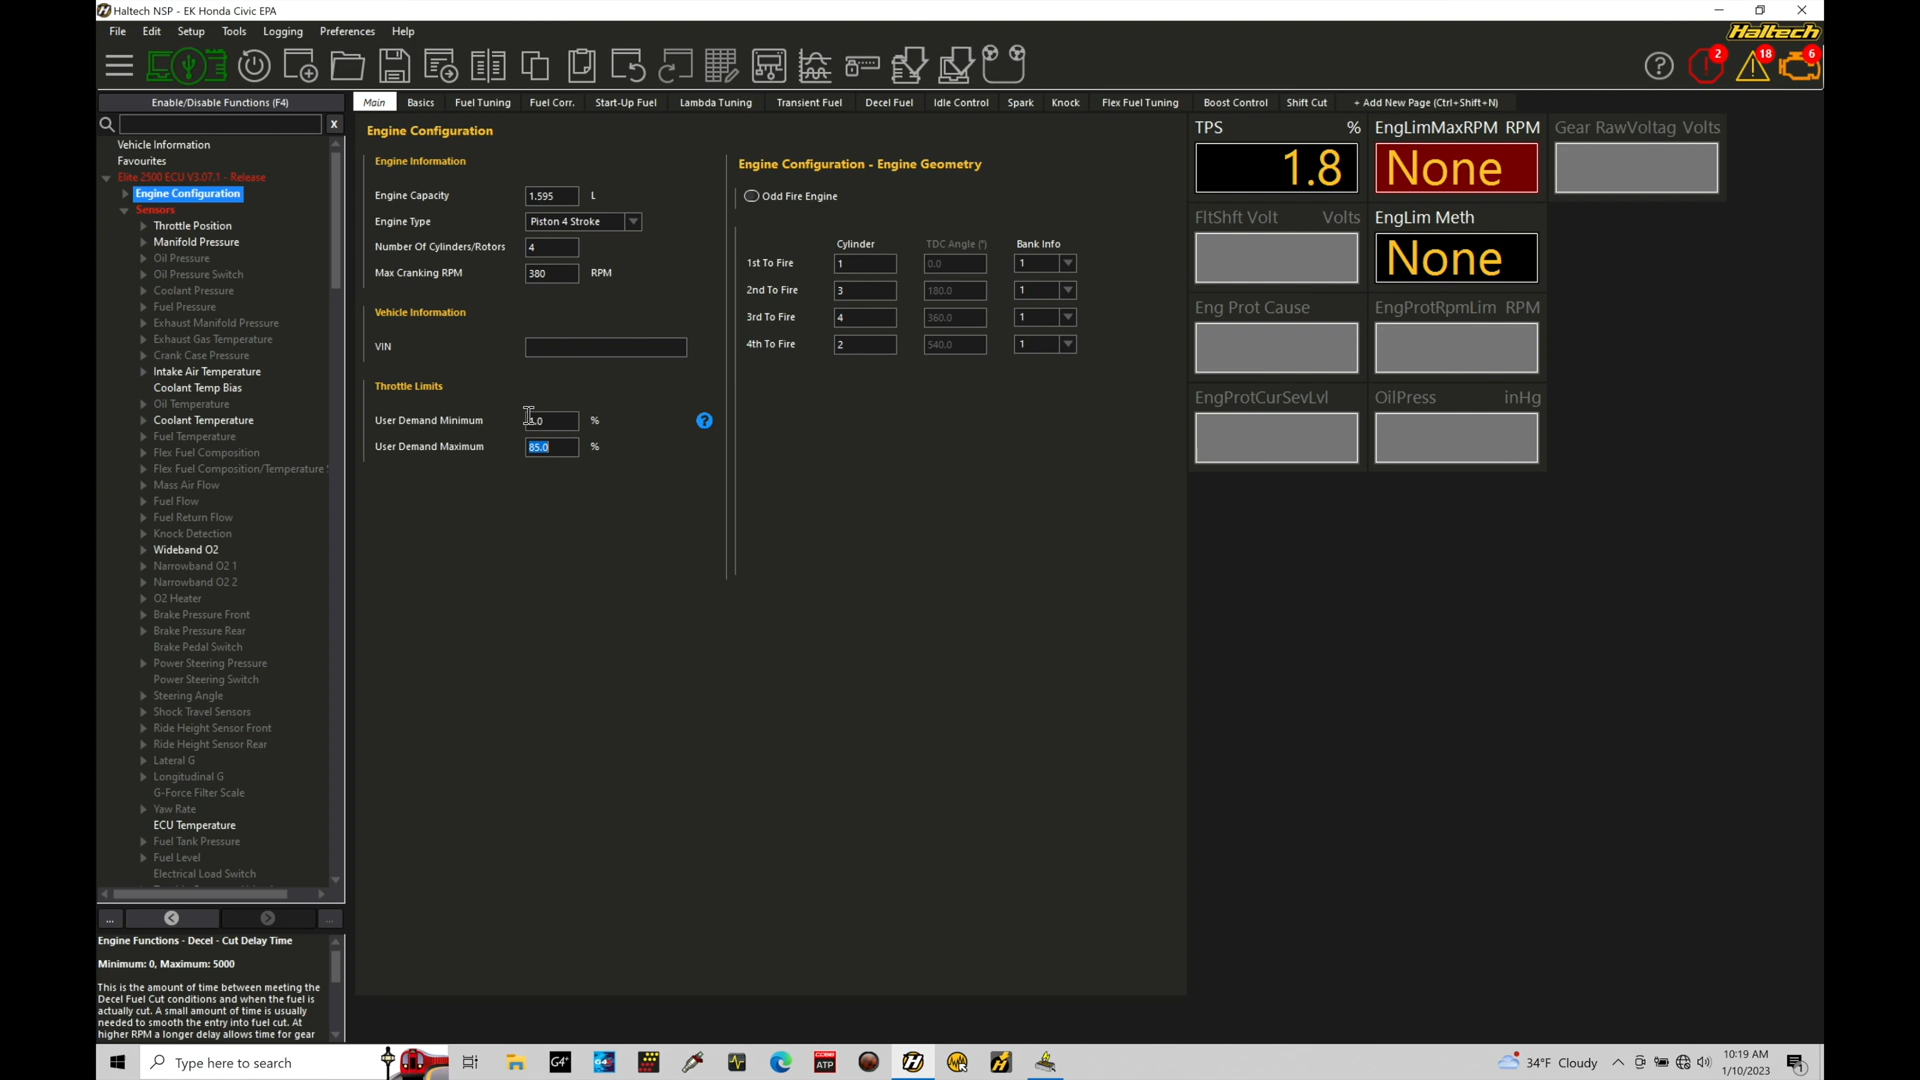 Haltech NSP - EK Honda Civic EPA
File Edit Setup Tools Logging Preferences Help
Haltech
2 18 6
Enable/Disable Functions (F4)
Main Basics Fuel Tuning Fuel Corr. Start-Up Fuel Lambda Tuning Transient Fuel Decel Fuel Idle Control Spark Knock Flex Fuel Tuning Boost Control Shift Cut + Add New Page (Ctrl+Shift+N)
X
Vehicle Information
Favourites
Elite 2500 ECU V3.07.1 - Release
Engine Configuration
Sensors
Throttle Position
Manifold Pressure
Oil Pressure
Oil Pressure Switch
Coolant Pressure
Fuel Pressure
Exhaust Manifold Pressure
Exhaust Gas Temperature
Crank Case Pressure
Intake Air Temperature
Coolant Temp Bias
Oil Temperature
Coolant Temperature
Fuel Temperature
Flex Fuel Composition
Flex Fuel Composition/Temperature
Mass Air Flow
Fuel Flow
Fuel Return Flow
Knock Detection
Wideband O2
Narrowband O2 1
Narrowband O2 2
O2 Heater
Brake Pressure Front
Brake Pressure Rear
Brake Pedal Switch
Power Steering Pressure
Power Steering Switch
Steering Angle
Shock Travel Sensors
Ride Height Sensor Front
Ride Height Sensor Rear
Lateral G
Longitudinal G
G-Force Filter Scale
Yaw Rate
ECU Temperature
Fuel Tank Pressure
Fuel Level
Electrical Load Switch
... ...
Engine Functions - Decel - Cut Delay Time
Minimum: 0, Maximum: 5000
This is the amount of time between meeting the
Decel Fuel Cut conditions and when the fuel is
actually cut. A small amount of time is usually
needed to smooth the entry into fuel cut. At
higher RPM a longer delay allows time for gear
Engine Configuration
Engine Information
Engine Capacity 1.595 L
Engine Type Piston 4 Stroke
Number Of Cylinders/Rotors 4
Max Cranking RPM 380 RPM
Vehicle Information
VIN
Throttle Limits
User Demand Minimum .0 % ?
User Demand Maximum 85.0 %
Engine Configuration - Engine Geometry
Odd Fire Engine
Cylinder TDC Angle (°) Bank Info
1st To Fire 1 0.0 1
2nd To Fire 3 180.0 1
3rd To Fire 4 360.0 1
4th To Fire 2 540.0 1
TPS % EngLimMaxRPM RPM Gear RawVoltag Volts
1.8 None
FltShft Volt Volts EngLim Meth
None
Eng Prot Cause EngProtRpmLim RPM
EngProtCurSevLvl OilPress inHg
Type here to search
G4+
COBB
ATP
34°F Cloudy
10:19 AM
1/10/2023
1